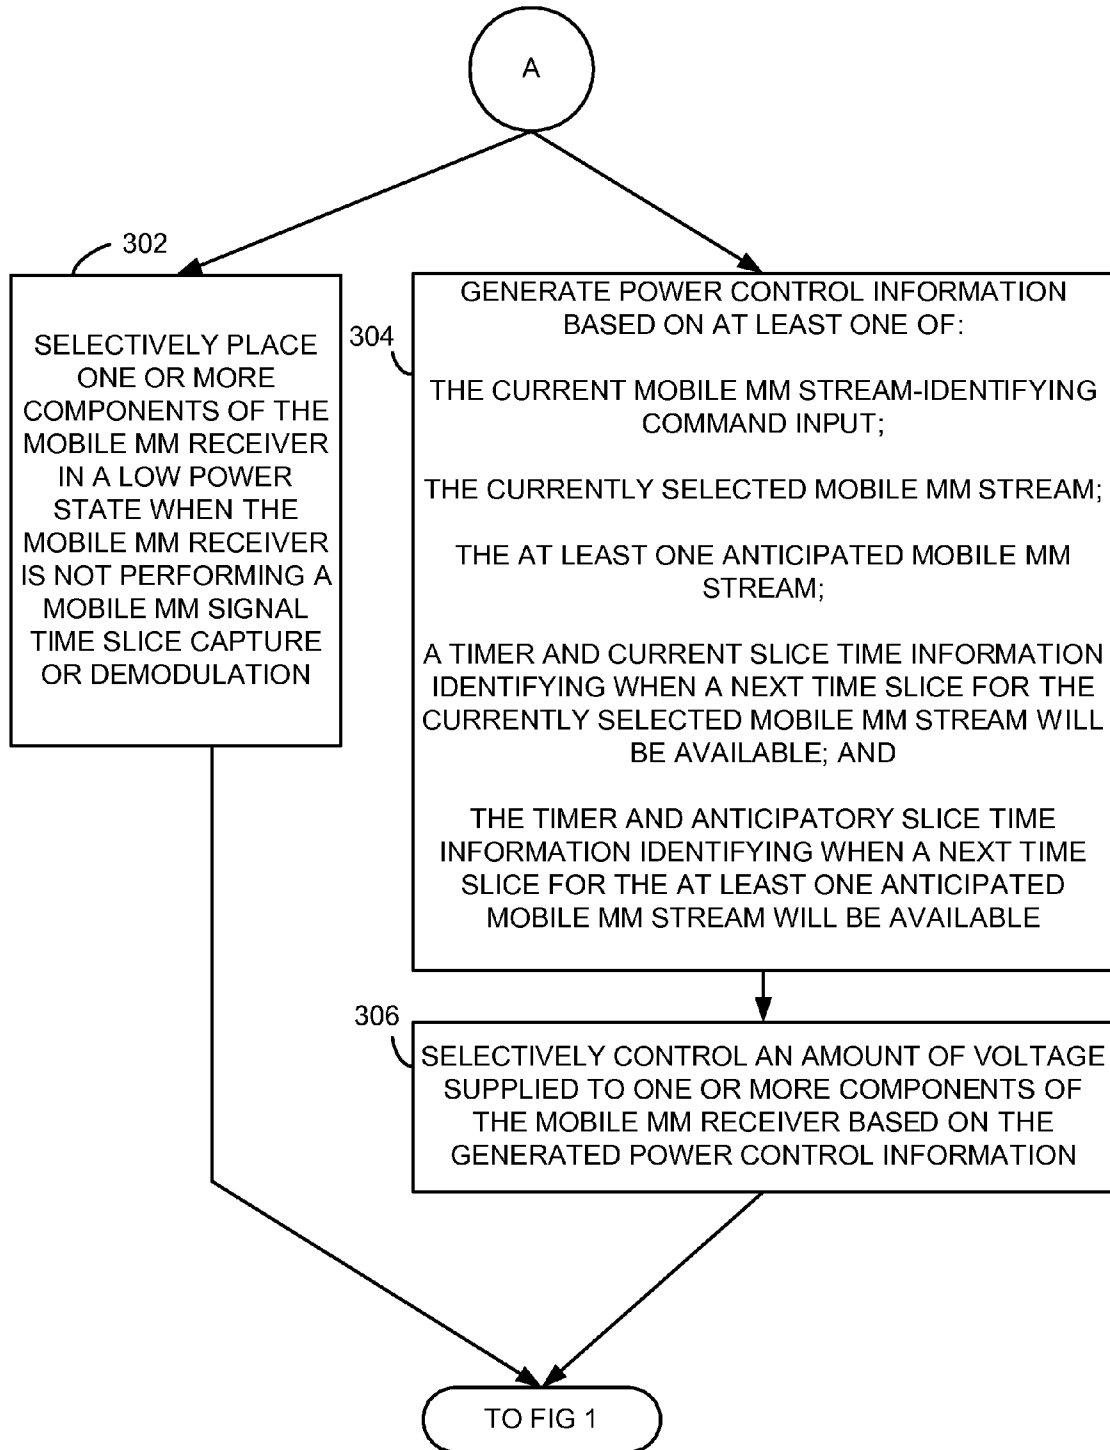 A
302
SELECTIVELY PLACE
ONE OR MORE
COMPONENTS OF THE
MOBILE MM RECEIVER
IN A LOW POWER
STATE WHEN THE
MOBILE MM RECEIVER
IS NOT PERFORMING A
MOBILE MM SIGNAL
TIME SLICE CAPTURE
OR DEMODULATION
304
GENERATE POWER CONTROL INFORMATION
BASED ON AT LEAST ONE OF:
THE CURRENT MOBILE MM STREAM-IDENTIFYING
COMMAND INPUT;
THE CURRENTLY SELECTED MOBILE MM STREAM;
THE AT LEAST ONE ANTICIPATED MOBILE MM
STREAM;
A TIMER AND CURRENT SLICE TIME INFORMATION
IDENTIFYING WHEN A NEXT TIME SLICE FOR THE
CURRENTLY SELECTED MOBILE MM STREAM WILL
BE AVAILABLE; AND
THE TIMER AND ANTICIPATORY SLICE TIME
INFORMATION IDENTIFYING WHEN A NEXT TIME
SLICE FOR THE AT LEAST ONE ANTICIPATED
MOBILE MM STREAM WILL BE AVAILABLE
306
SELECTIVELY CONTROL AN AMOUNT OF VOLTAGE
SUPPLIED TO ONE OR MORE COMPONENTS OF
THE MOBILE MM RECEIVER BASED ON THE
GENERATED POWER CONTROL INFORMATION
TO FIG 1